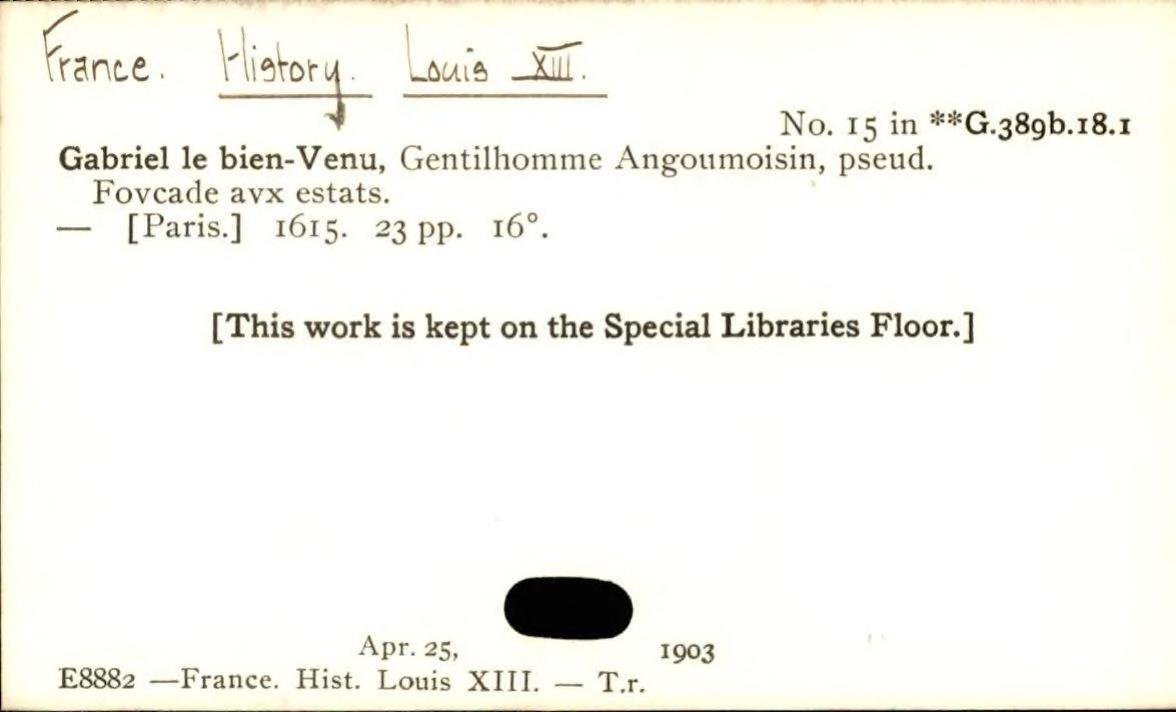 France. History. Louis XIII.
No. 15 in **G.389b.18.1
Gabriel le bien-Venu, Gentilhomme Angoumoisin, pseud.
Fovcade avx estats.
— [Paris.] 1615. 23 pp. 16°.
[This work is kept on the Special Libraries Floor.]
Apr. 25, 1903
E8882 —France. Hist. Louis XIII. — T.r.